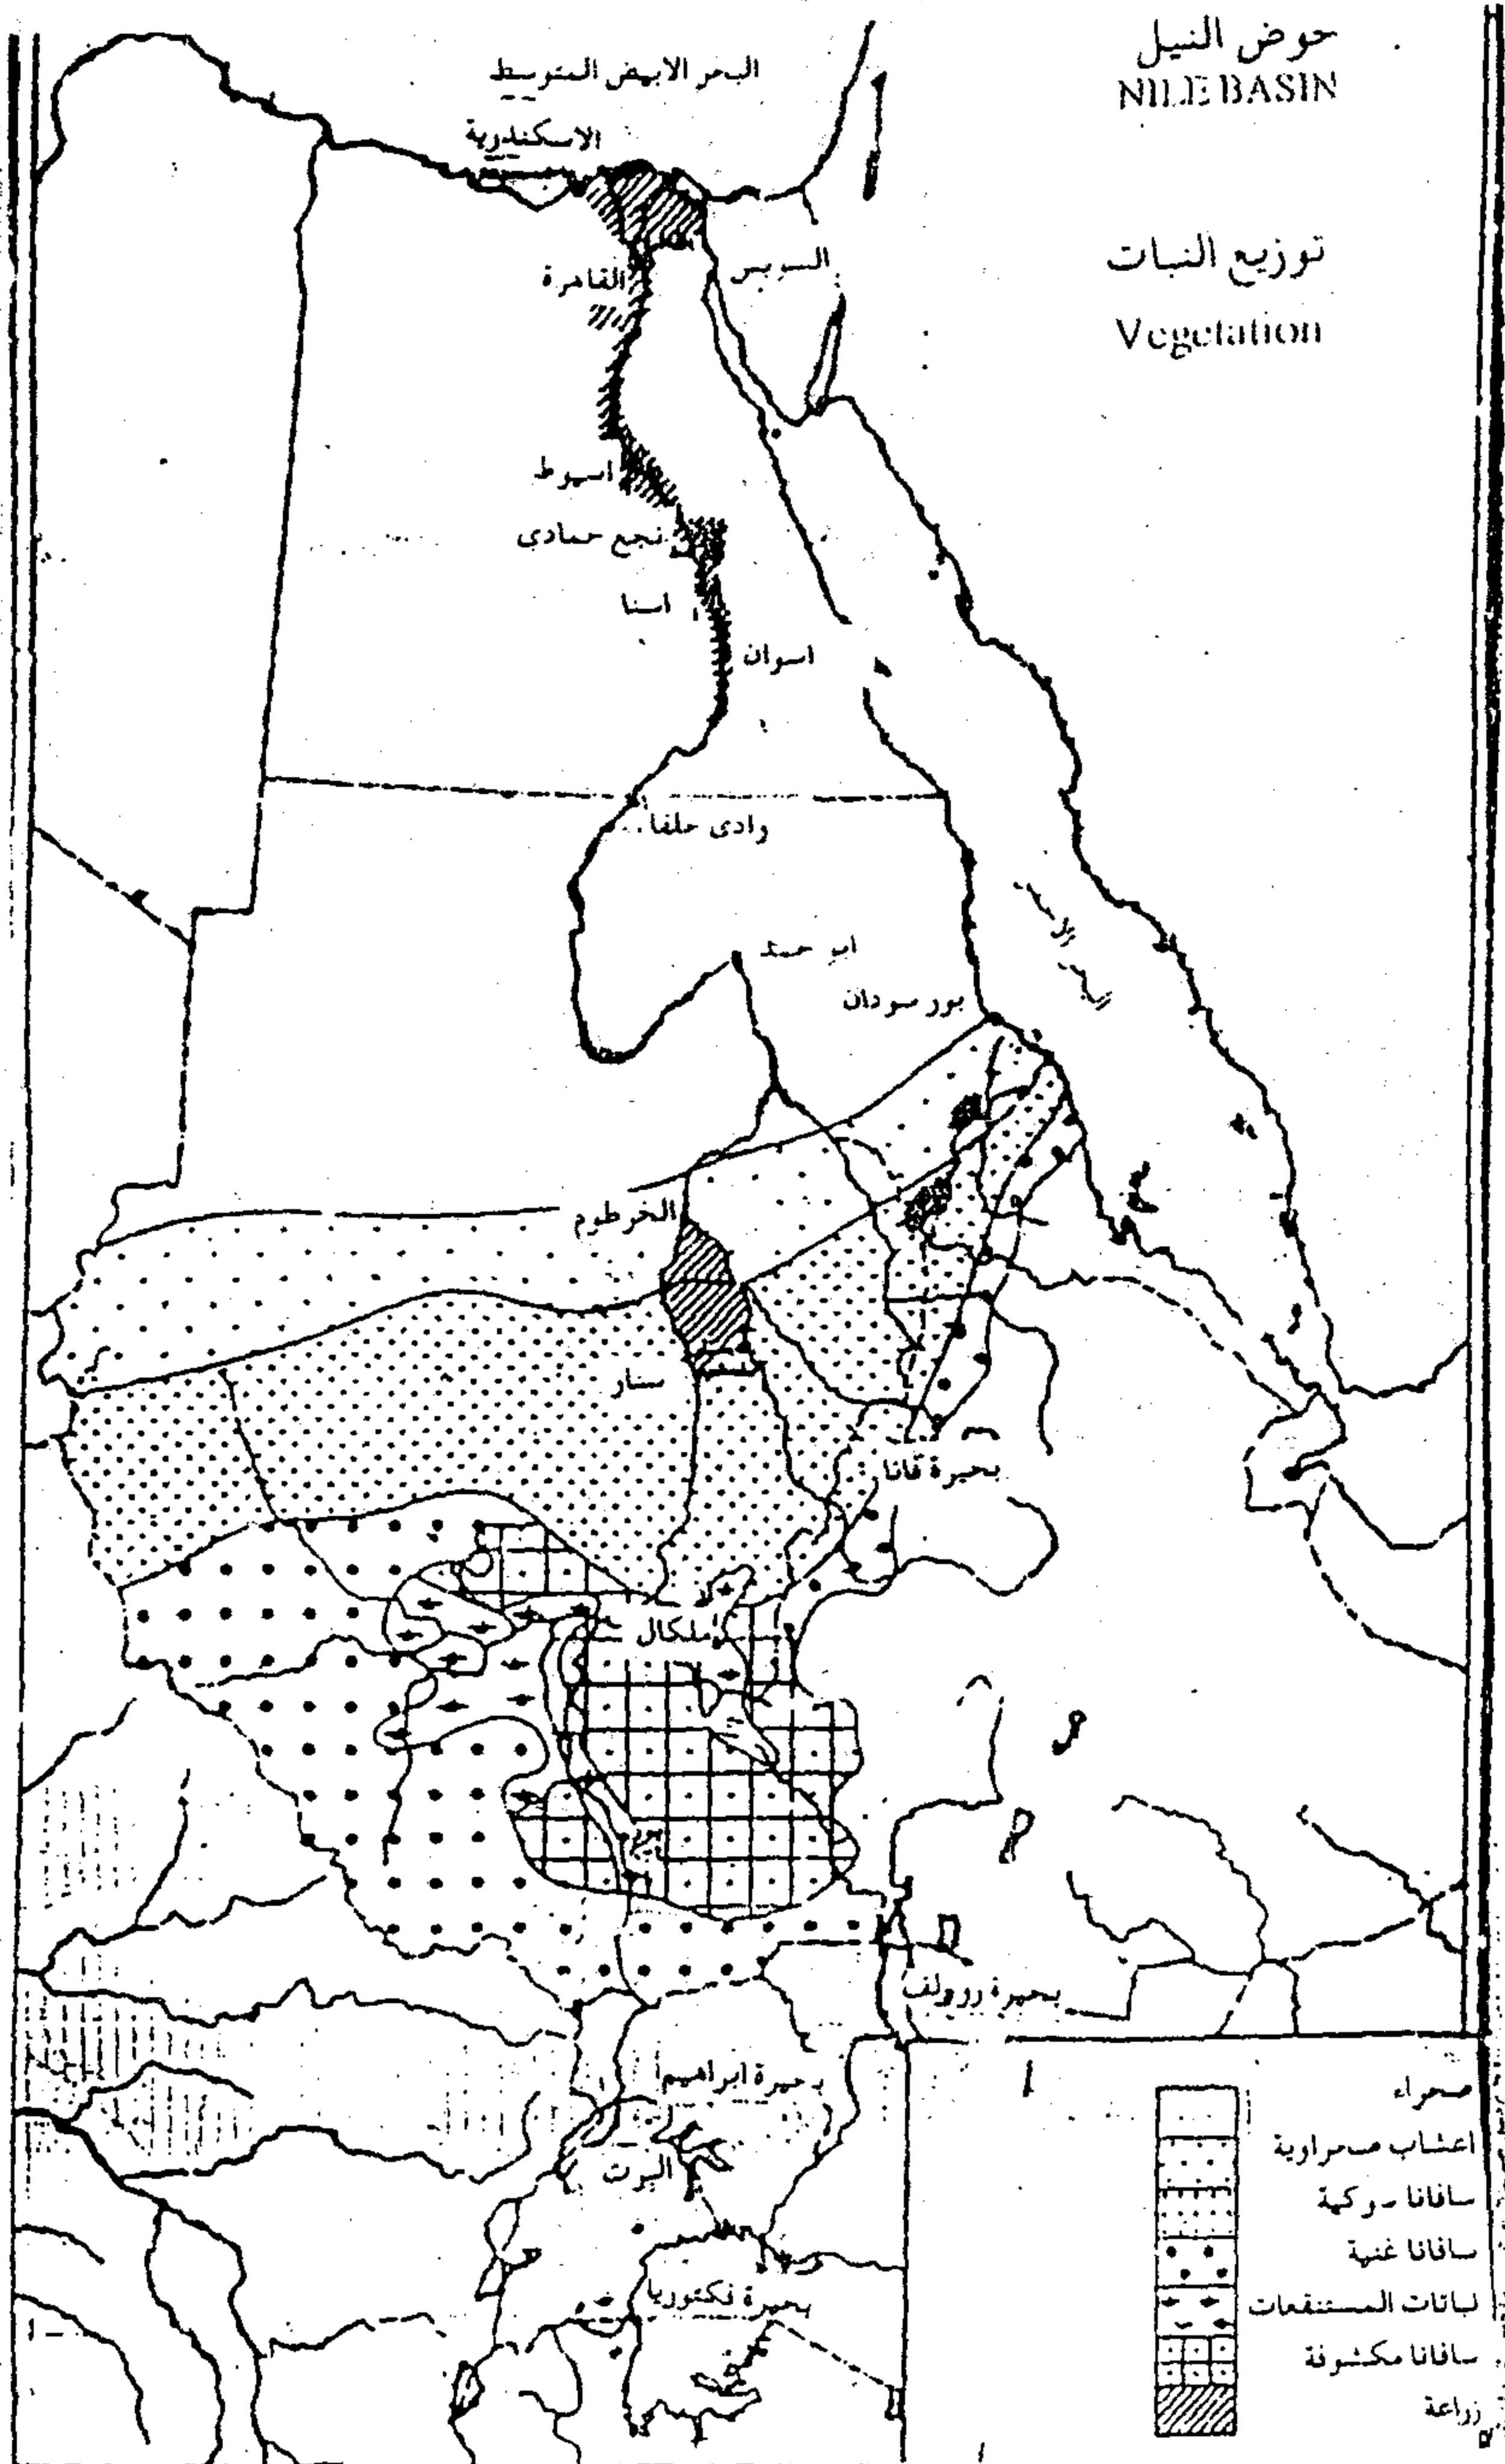 حوض النيل
NILE BASIN
توزيع النبات
Vegetation
البحر الابيض المتوسط
الاسكندرية
السويس
القاهرة
اسيوط
نجع حمادى
اسنا
اسوان
وادى حلفا
ابو حمد
بور سودان
الخرطوم
سنار
بحيرة تانا
ملكال
بحيرة رودلف
بحيرة ابراهيم
البرت
بحيرة فكتوريا
صحراء
اعشاب صحراوية
سافانا شوكية
سافانا غنية
نباتات المستنقعات
سافانا مكشوفة
زراعة